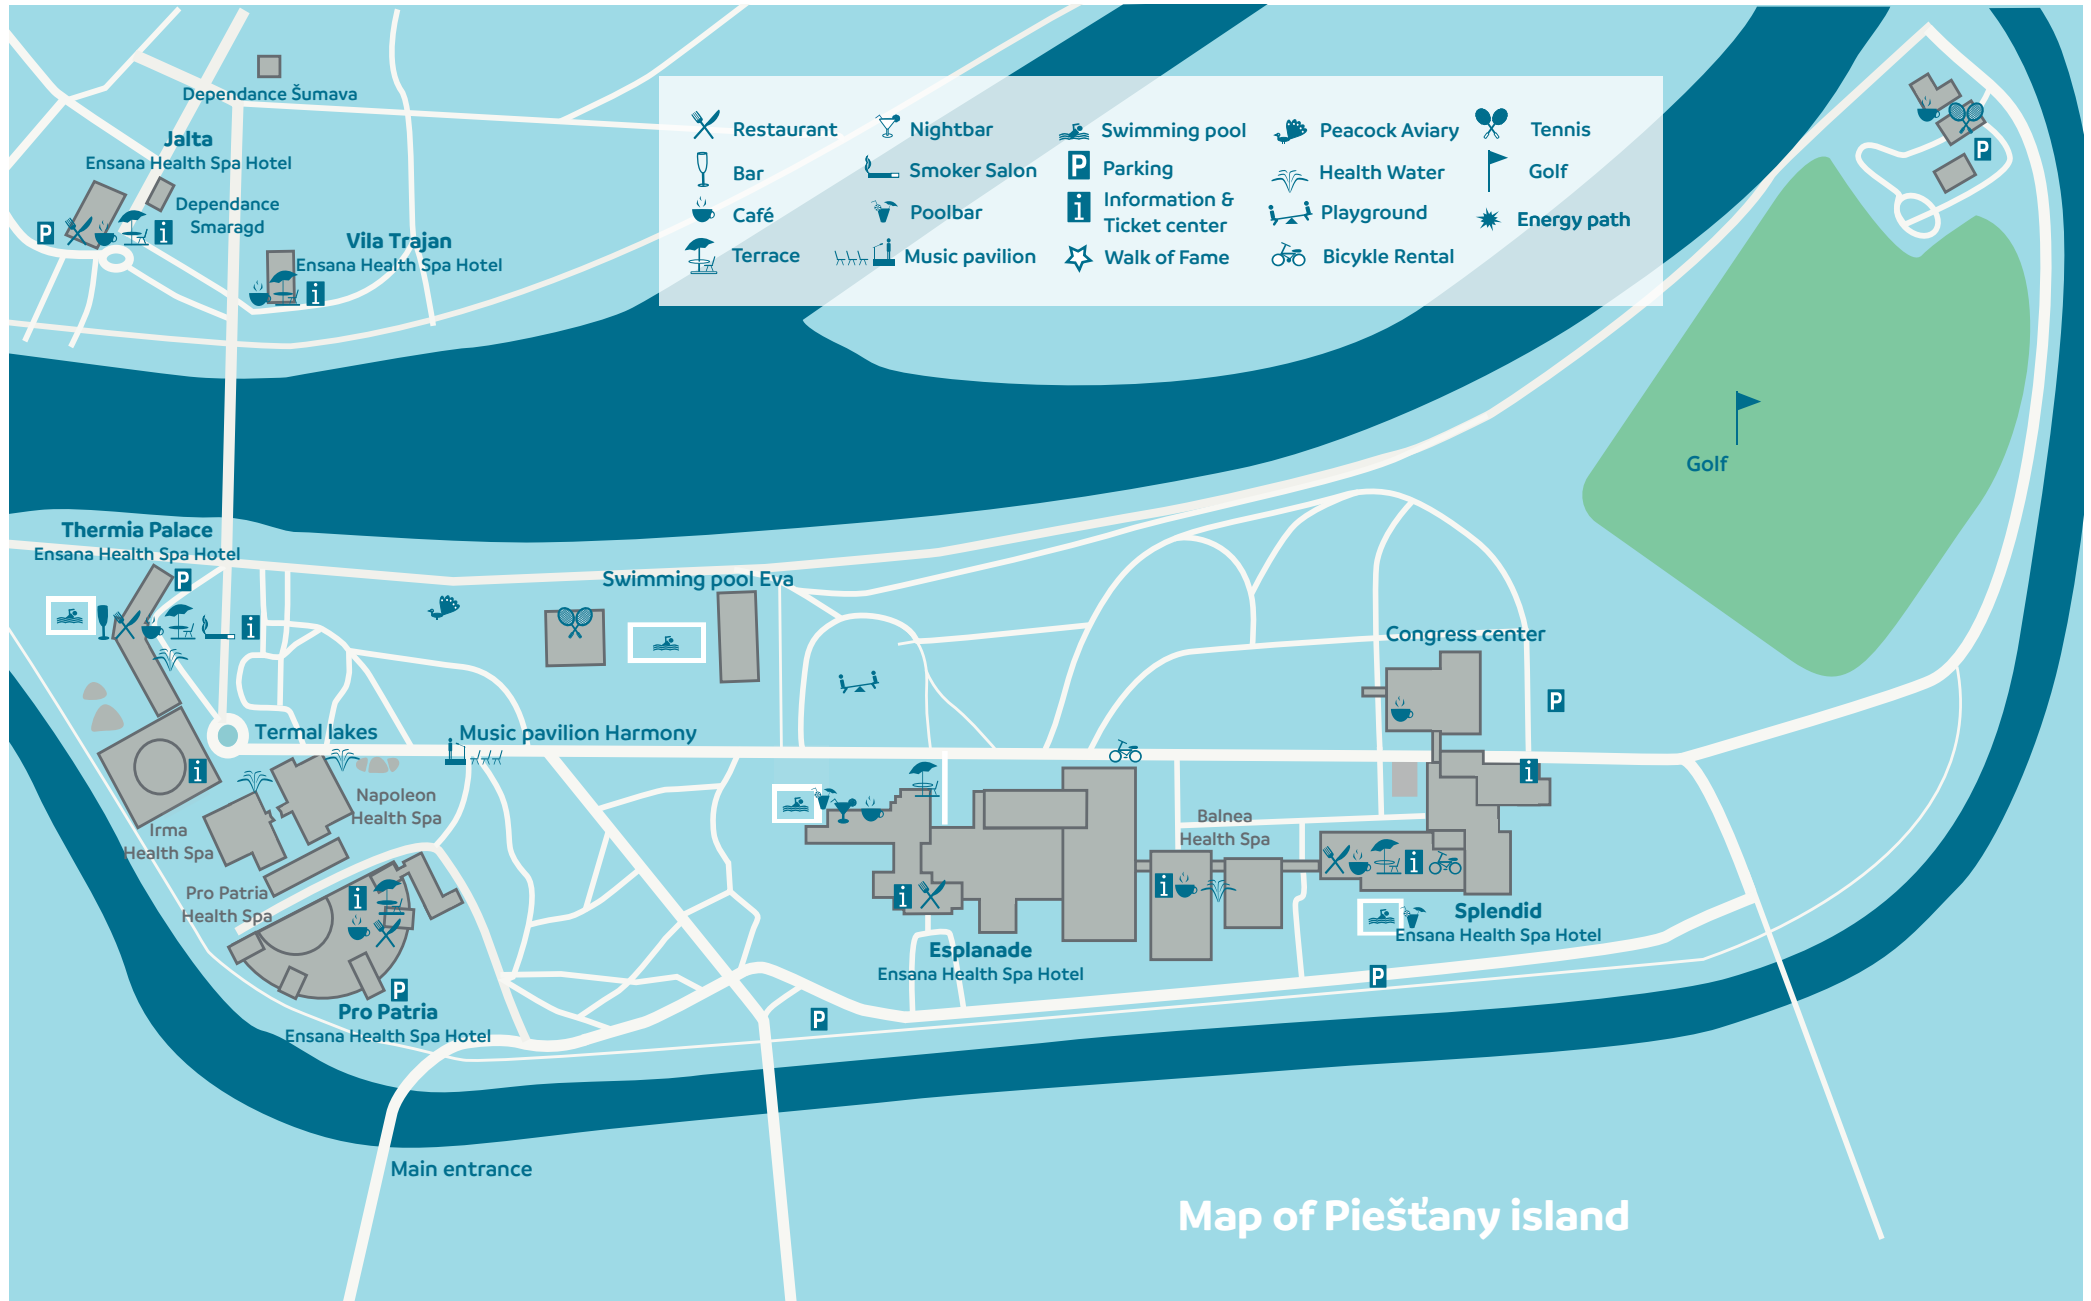 Dependance Šumava
Jalta
Ensana Health Spa Hotel
Dependance
Smaragd
Vila Trajan
Ensana Health Spa Hotel
Restaurant
Bar
Café
Terrace
Nightbar
Smoker Salon
Poolbar
Music pavilion
Swimming pool
P Parking
i Information &
Ticket center
Walk of Fame
Peacock Aviary
Health Water
Playground
Bicykle Rental
Tennis
Golf
Energy path
P
i
i
P
Golf
Thermia Palace
Ensana Health Spa Hotel
P
i
Swimming pool Eva
Congress center
P
Termal lakes
Music pavilion Harmony
i
i
Napoleon
Health Spa
Irma
Health Spa
Balnea
Health Spa
Pro Patria
Health Spa
i
i
i
i
Splendid
Ensana Health Spa Hotel
Esplanade
Ensana Health Spa Hotel
P
P
Pro Patria
Ensana Health Spa Hotel
P
Main entrance
Map of Piešťany island